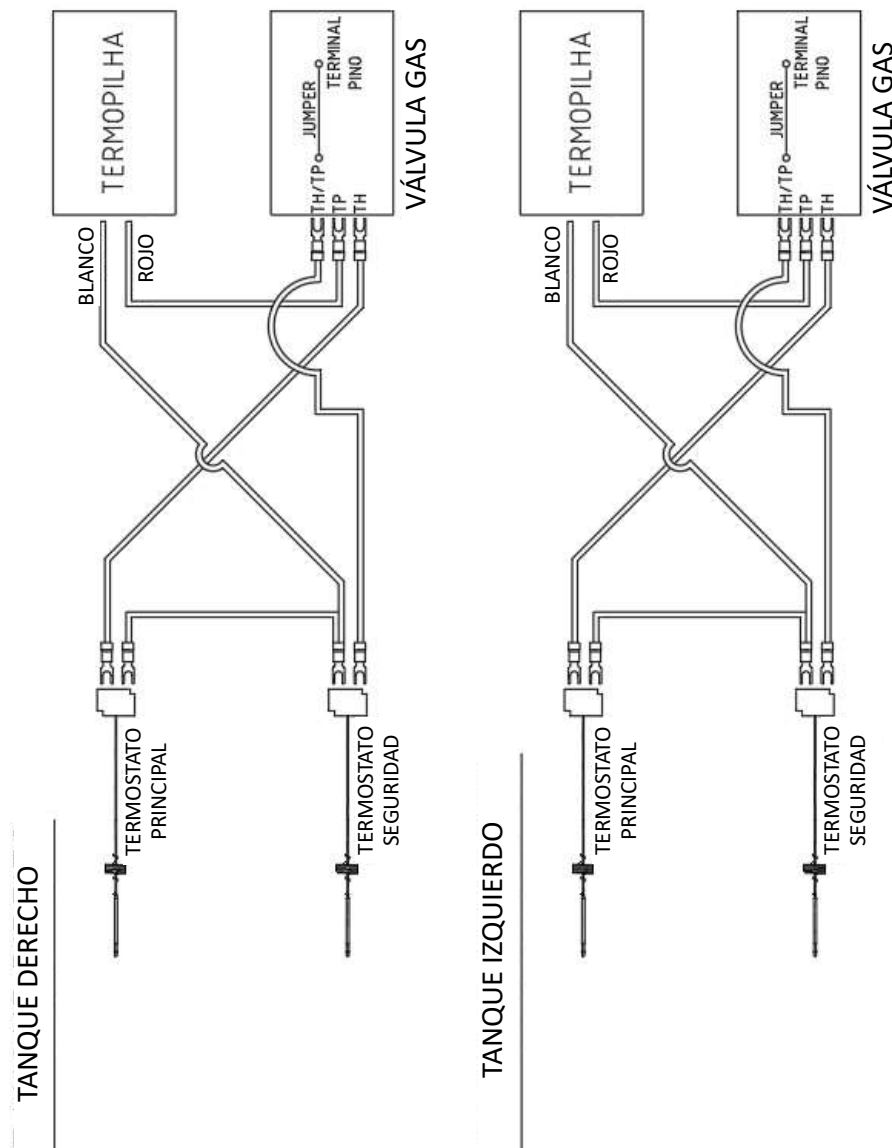 TANQUE DERECHO
TERMOSTATO
PRINCIPAL
TERMOSTATO
SEGURIDAD
BLANCO
ROJO
TERMOPILHA
TH/TP
JUMPER
TERMINAL
PINO
TP
TH
VÁLVULA GAS
TANQUE IZQUIERDO
TERMOSTATO
PRINCIPAL
TERMOSTATO
SEGURIDAD
BLANCO
ROJO
TERMOPILHA
TH/TP
JUMPER
TERMINAL
PINO
TP
TH
VÁLVULA GAS